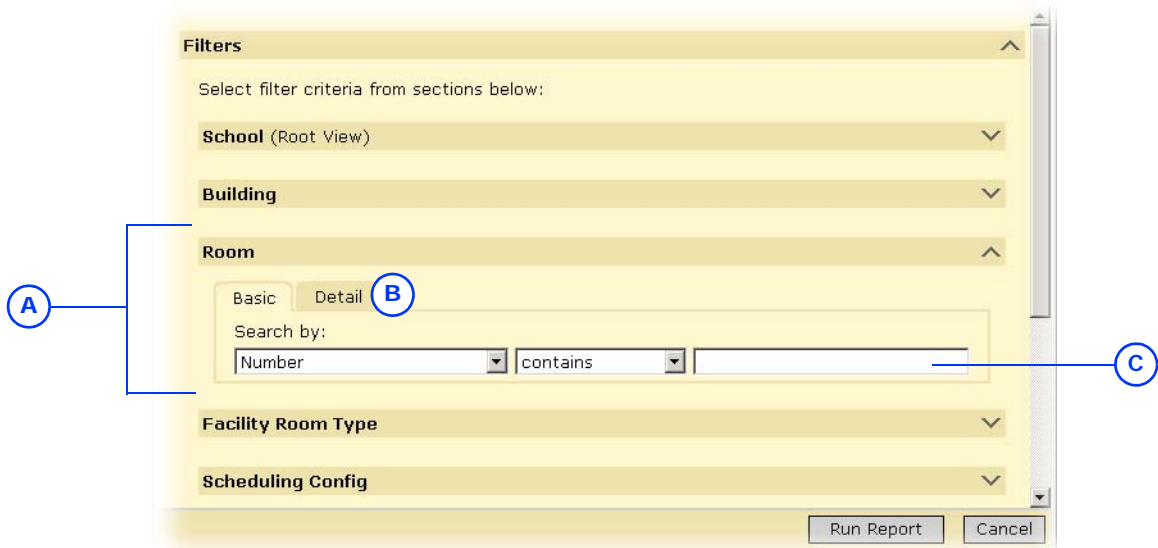 Filters
Select filter criteria from sections below:
School (Root View)
Building
Room
A
Basic Detail B
Search by:
Number contains
C
Facility Room Type
Scheduling Config
Run Report Cancel